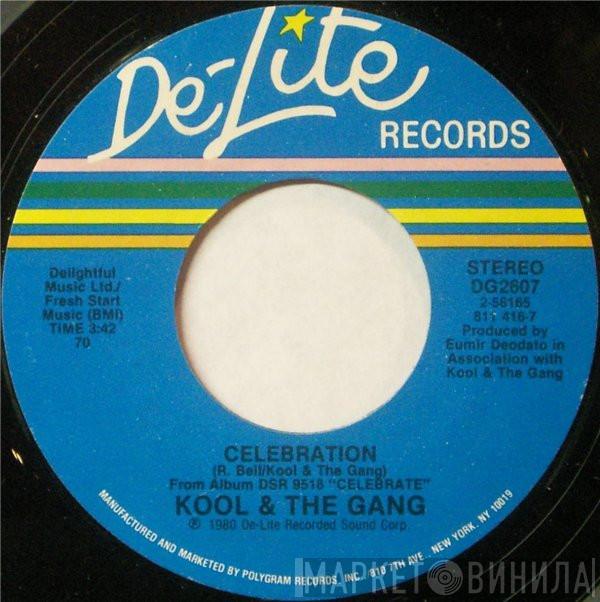 De-Lite
RECORDS
Delightful
Music Ltd./
Fresh Start
Music (BMI)
TIME 3:42
70
STEREO
DG2607
2-56165
811 416-7
Produced by
Eumir Deodato in
Association with
Kool & The Gang
CELEBRATION
(R. Bell/Kool & The Gang)
From Album DSR 9518 "CELEBRATE"
KOOL & THE GANG
℗ 1980 De-Lite Recorded Sound Corp.
MANUFACTURED AND MARKETED BY POLYGRAM RECORDS, INC., 810 7TH AVE., NEW YORK, NY 10019
МАРКЕТ ВИНИЛА